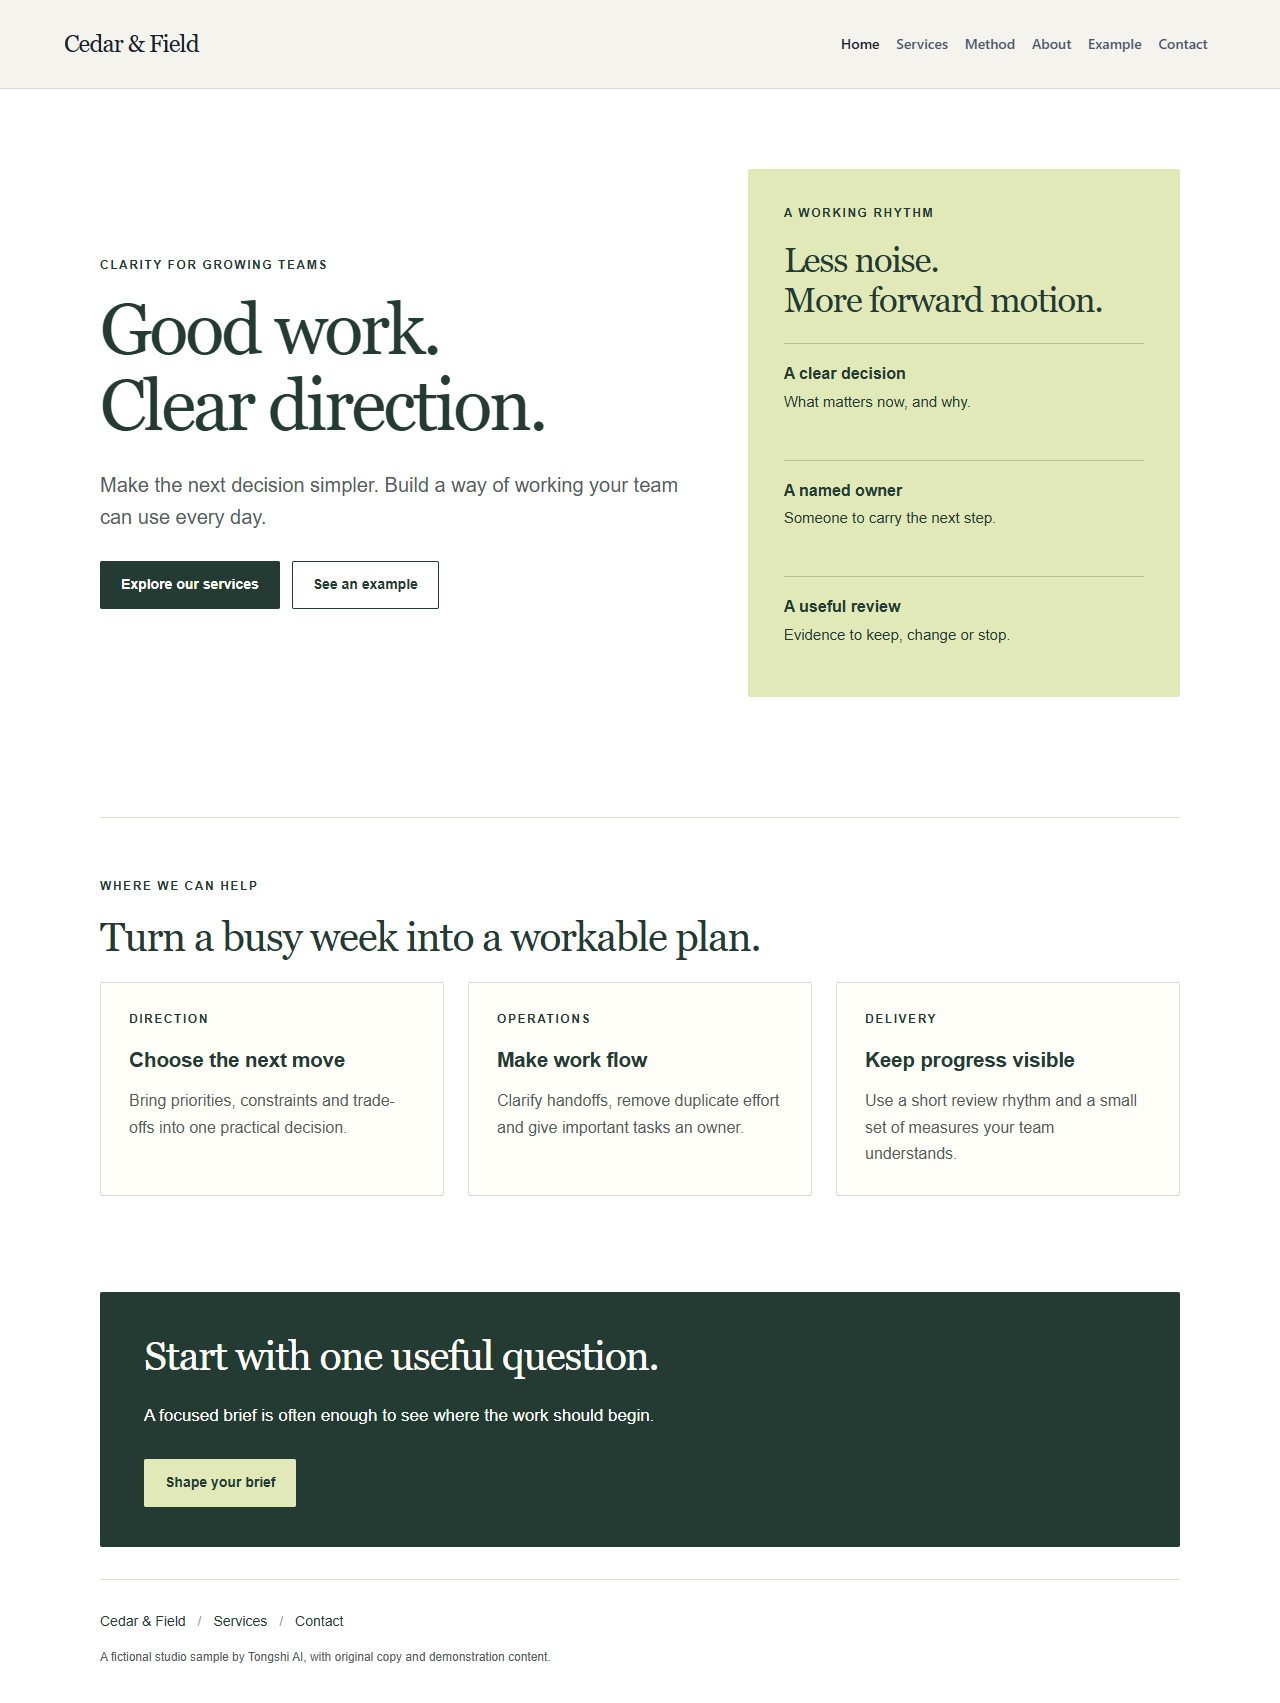 Cedar & Field
Home Services Method About Example Contact
CLARITY FOR GROWING TEAMS
Good work.
Clear direction.
Make the next decision simpler. Build a way of working your team
can use every day.
Explore our services
See an example
A WORKING RHYTHM
Less noise.
More forward motion.
A clear decision
What matters now, and why.
A named owner
Someone to carry the next step.
A useful review
Evidence to keep, change or stop.
WHERE WE CAN HELP
Turn a busy week into a workable plan.
DIRECTION
Choose the next move
Bring priorities, constraints and trade-
offs into one practical decision.
OPERATIONS
Make work flow
Clarify handoffs, remove duplicate effort
and give important tasks an owner.
DELIVERY
Keep progress visible
Use a short review rhythm and a small
set of measures your team
understands.
Start with one useful question.
A focused brief is often enough to see where the work should begin.
Shape your brief
Cedar & Field / Services / Contact
A fictional studio sample by Tongshi AI, with original copy and demonstration content.